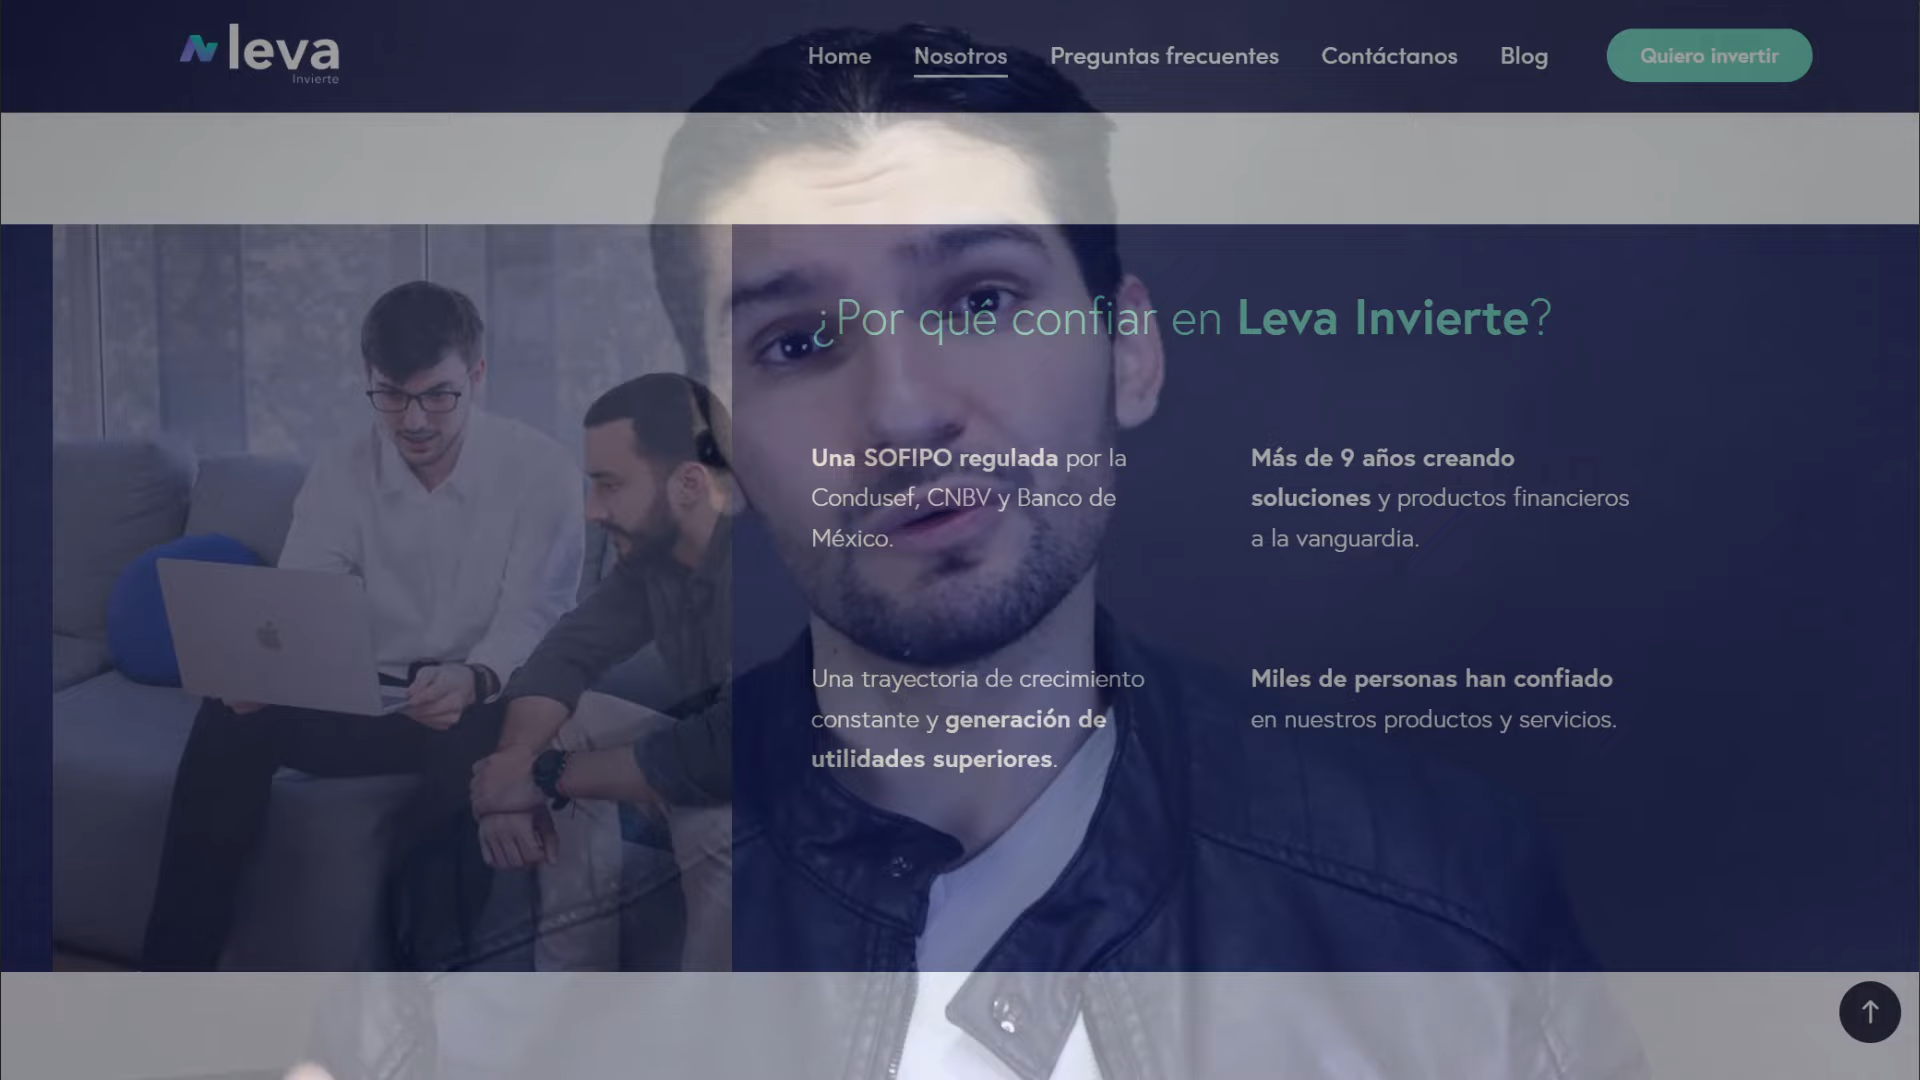 leva
Invierte
Home
Nosotros
Preguntas frecuentes
Contáctanos
Blog
Quiero invertir
¿Por qué confiar en Leva Invierte?
Una SOFIPO regulada por la
Condusef, CNBV y Banco de
México.
Más de 9 años creando
soluciones y productos financieros
a la vanguardia.
Una trayectoria de crecimiento
constante y generación de
utilidades superiores.
Miles de personas han confiado
en nuestros productos y servicios.